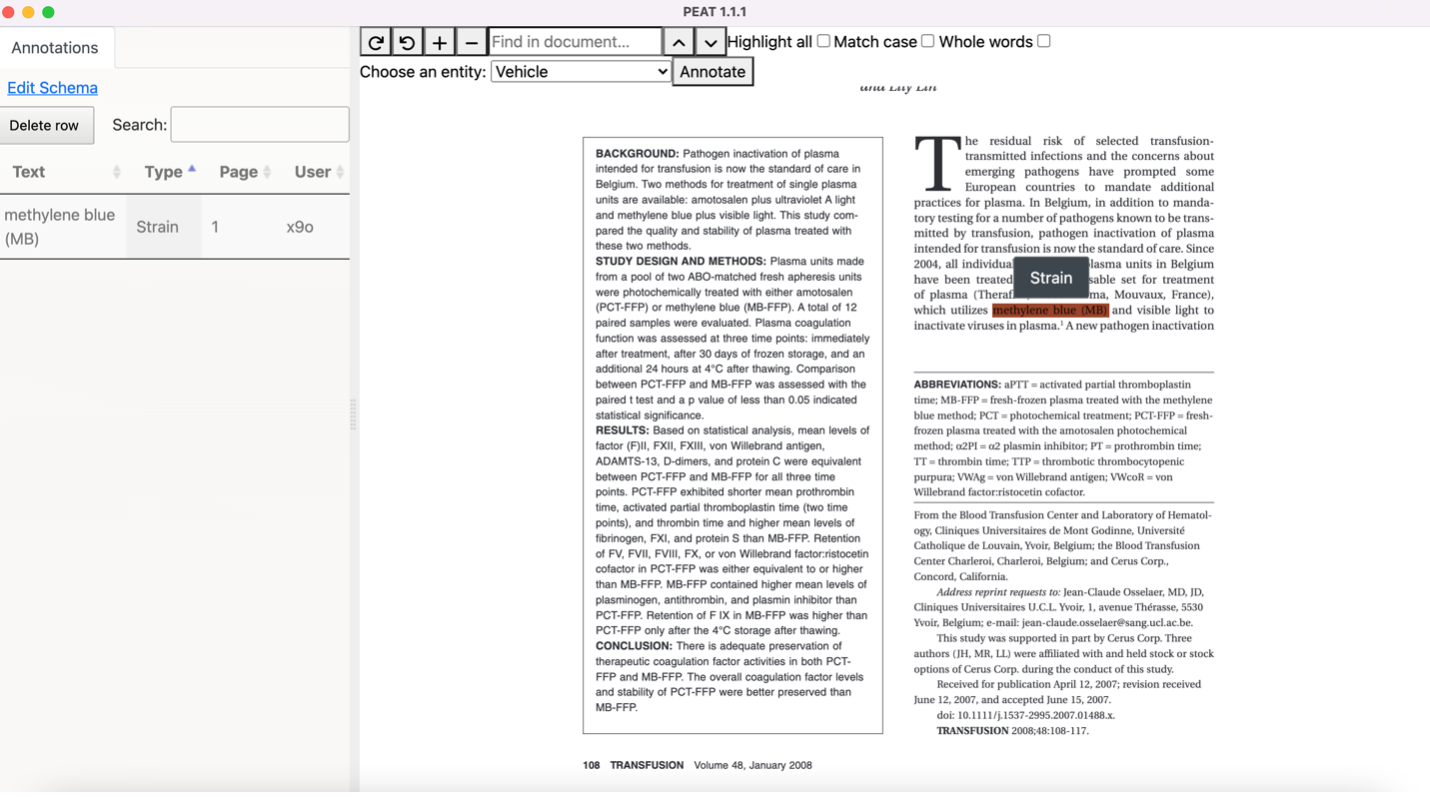 PEAT 1.1.1
Annotations
Edit Schema
Delete row
Search:
Text Type Page User
methylene blue
(MB)
Strain 1 x9o
Find in document...
Highlight all Match case Whole words
Choose an entity: Vehicle Annotate
and Lily Lin
BACKGROUND: Pathogen inactivation of plasma
intended for transfusion is now the standard of care in
Belgium. Two methods for treatment of single plasma
units are available: amotosalen plus ultraviolet A light
and methylene blue plus visible light. This study com-
pared the quality and stability of plasma treated with
these two methods.
STUDY DESIGN AND METHODS: Plasma units made
from a pool of two ABO-matched fresh apheresis units
were photochemically treated with either amotosalen
(PCT-FFP) or methylene blue (MB-FFP). A total of 12
paired samples were evaluated. Plasma coagulation
function was assessed at three time points: immediately
after treatment, after 30 days of frozen storage, and an
additional 24 hours at 4°C after thawing. Comparison
between PCT-FFP and MB-FFP was assessed with the
paired t test and a p value of less than 0.05 indicated
statistical significance.
RESULTS: Based on statistical analysis, mean levels of
factor (F)II, FXII, FXIII, von Willebrand antigen,
ADAMTS-13, D-dimers, and protein C were equivalent
between PCT-FFP and MB-FFP for all three time
points. PCT-FFP exhibited shorter mean prothrombin
time, activated partial thromboplastin time (two time
points), and thrombin time and higher mean levels of
fibrinogen, FXI, and protein S than MB-FFP. Retention
of FV, FVII, FVIII, FX, or von Willebrand factor:ristocetin
cofactor in PCT-FFP was either equivalent to or higher
than MB-FFP. MB-FFP contained higher mean levels of
plasminogen, antithrombin, and plasmin inhibitor than
PCT-FFP. Retention of F IX in MB-FFP was higher than
PCT-FFP only after the 4°C storage after thawing.
CONCLUSION: There is adequate preservation of
therapeutic coagulation factor activities in both PCT-
FFP and MB-FFP. The overall coagulation factor levels
and stability of PCT-FFP were better preserved than
MB-FFP.
The residual risk of selected transfusion-
transmitted infections and the concerns about
emerging pathogens have prompted some
European countries to mandate additional
practices for plasma. In Belgium, in addition to manda-
tory testing for a number of pathogens known to be trans-
mitted by transfusion, pathogen inactivation of plasma
intended for transfusion is now the standard of care. Since
2004, all individua lasma units in Belgium
Strain
have been treated sable set for treatment
of plasma (Theraf ma, Mouvaux, France),
which utilizes methylene blue (MB) and visible light to
inactivate viruses in plasma.1 A new pathogen inactivation
ABBREVIATIONS: aPTT = activated partial thromboplastin
time; MB-FFP = fresh-frozen plasma treated with the methylene
blue method; PCT = photochemical treatment; PCT-FFP = fresh-
frozen plasma treated with the amotosalen photochemical
method; α2PI = α2 plasmin inhibitor; PT = prothrombin time;
TT = thrombin time; TTP = thrombotic thrombocytopenic
purpura; VWAg = von Willebrand antigen; VWcoR = von
Willebrand factor:ristocetin cofactor.
From the Blood Transfusion Center and Laboratory of Hematol-
ogy, Cliniques Universitaires de Mont Godinne, Université
Catholique de Louvain, Yvoir, Belgium; the Blood Transfusion
Center Charleroi, Charleroi, Belgium; and Cerus Corp.,
Concord, California.
Address reprint requests to: Jean-Claude Osselaer, MD, JD,
Cliniques Universitaires U.C.L. Yvoir, 1, avenue Thérasse, 5530
Yvoir, Belgium; e-mail: jean-claude.osselaer@sang.ucl.ac.be.
This study was supported in part by Cerus Corp. Three
authors (JH, MR, LL) were affiliated with and held stock or stock
options of Cerus Corp. during the conduct of this study.
Received for publication April 12, 2007; revision received
June 12, 2007, and accepted June 15, 2007.
doi: 10.1111/j.1537-2995.2007.01488.x.
TRANSFUSION 2008;48:108-117.
108 TRANSFUSION Volume 48, January 2008